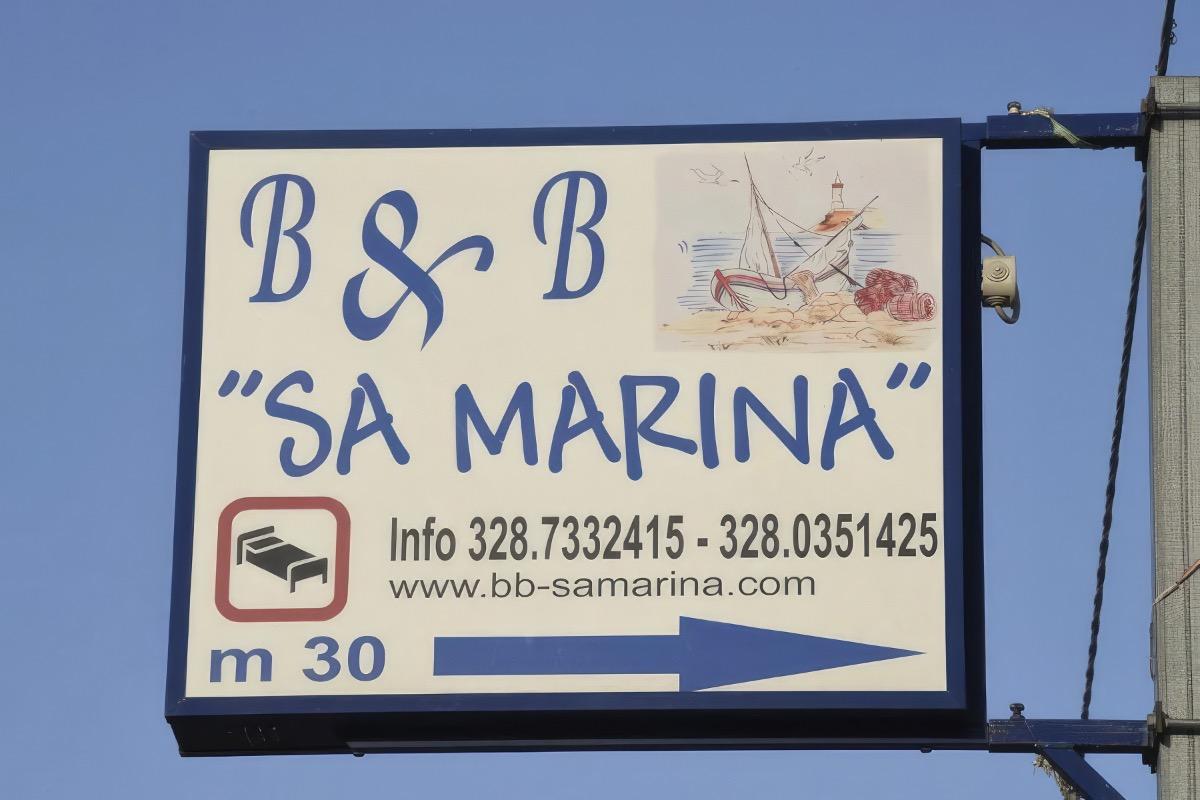 B & B
"SA MARINA"
Info 328.7332415 - 328.0351425
www.bb-samarina.com
m 30